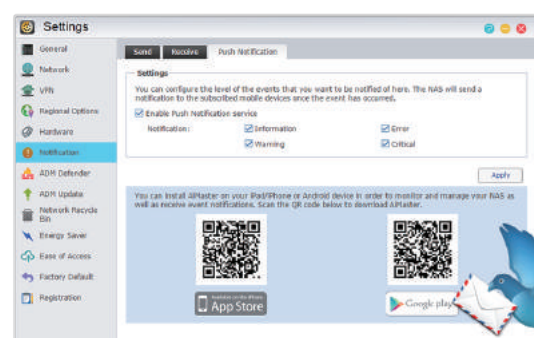 Settings
General
Network
VPN
Regional Options
Hardware
Notification
ADM Defender
ADM Update
Network Recycle
Bin
Energy Saver
Ease of Access
Factory Default
Registration
Send Receive Push Notification
Settings
You can configure the level of the events that you want to be notified of here. The NAS will send a
notification to the subscribed mobile devices once the event has occurred.
Enable Push Notification service
Notification: Information Error
Warning Critical
Apply
You can install AiMaster on your iPad/iPhone or Android device in order to monitor and manage your NAS as
well as receive event notifications. Scan the QR code below to download AiMaster.
Available on the iPhone
App Store
Google play